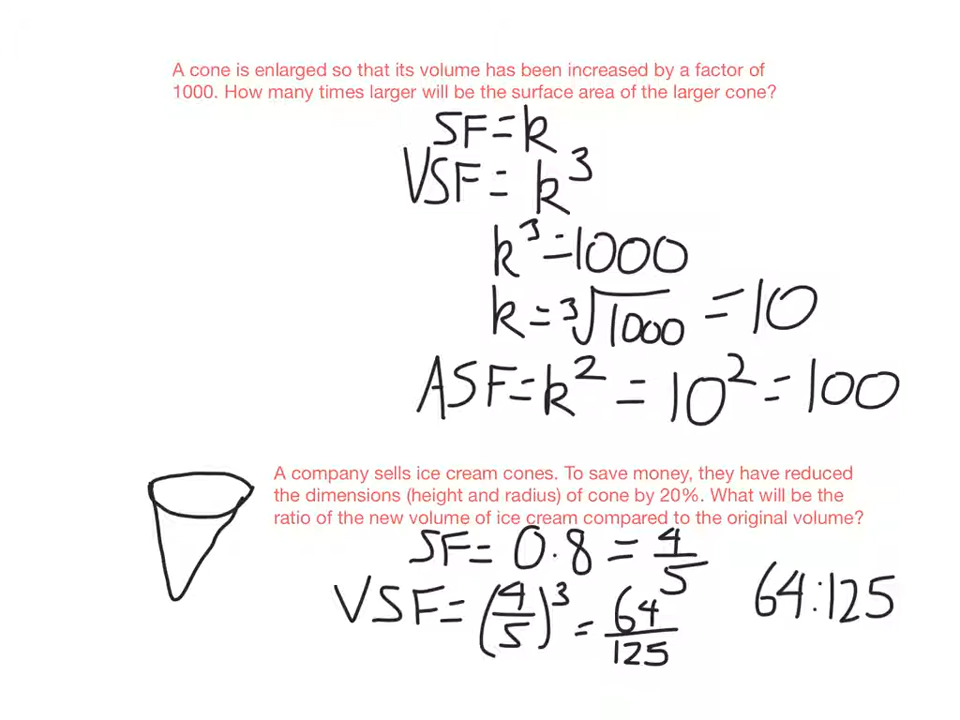 A cone is enlarged so that its volume has been increased by a factor of
1000. How many times larger will be the surface area of the larger cone?
SF=k
VSF=k³
k³=1000
k=∛1000=10
ASF=k²=10²=100
A company sells ice cream cones. To save money, they have reduced
the dimensions (height and radius) of cone by 20%. What will be the
ratio of the new volume of ice cream compared to the original volume?
SF=0.8=4/5
VSF=(4/5)³=64/125
64:125